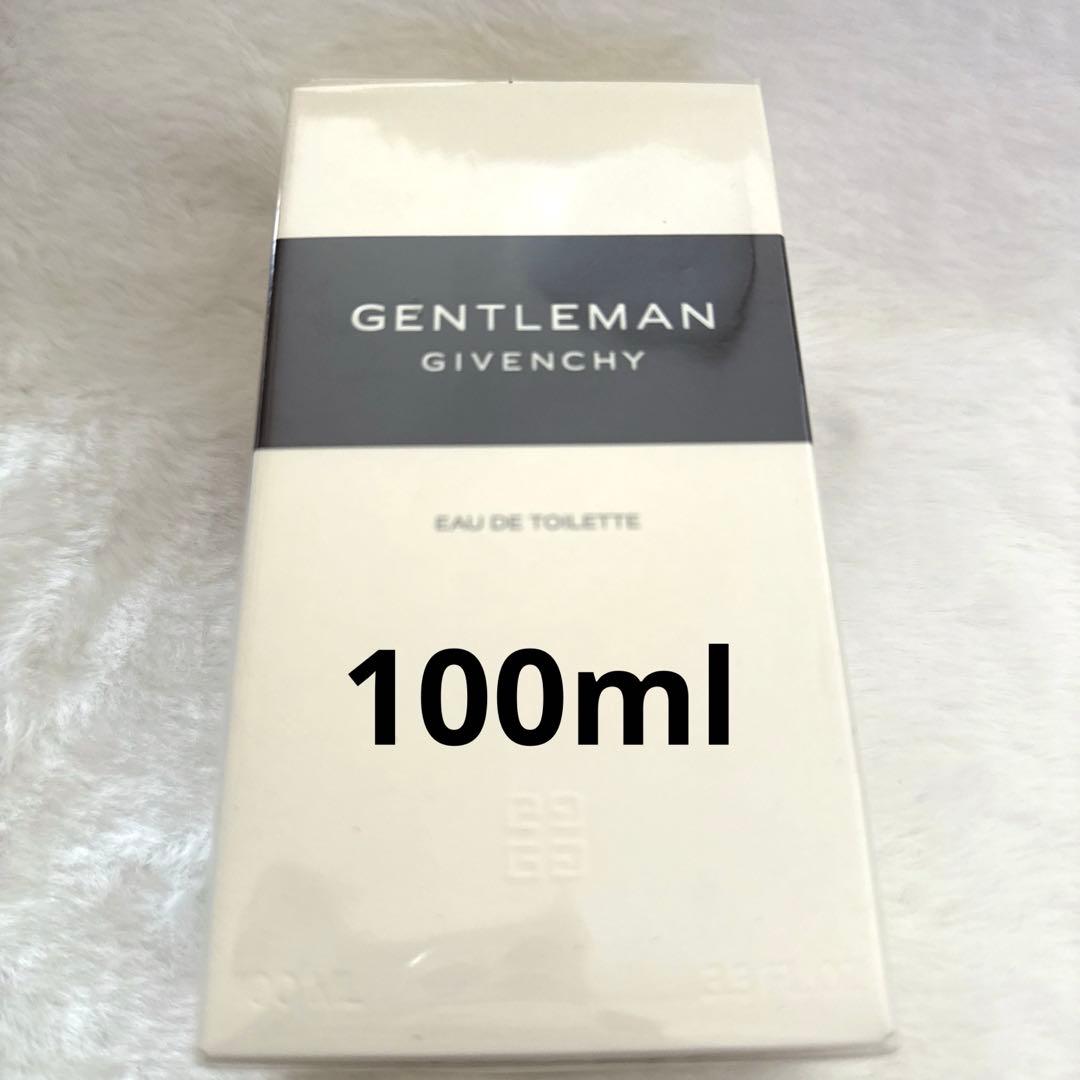 GENTLEMAN
GIVENCHY
EAU DE TOILETTE
100ml